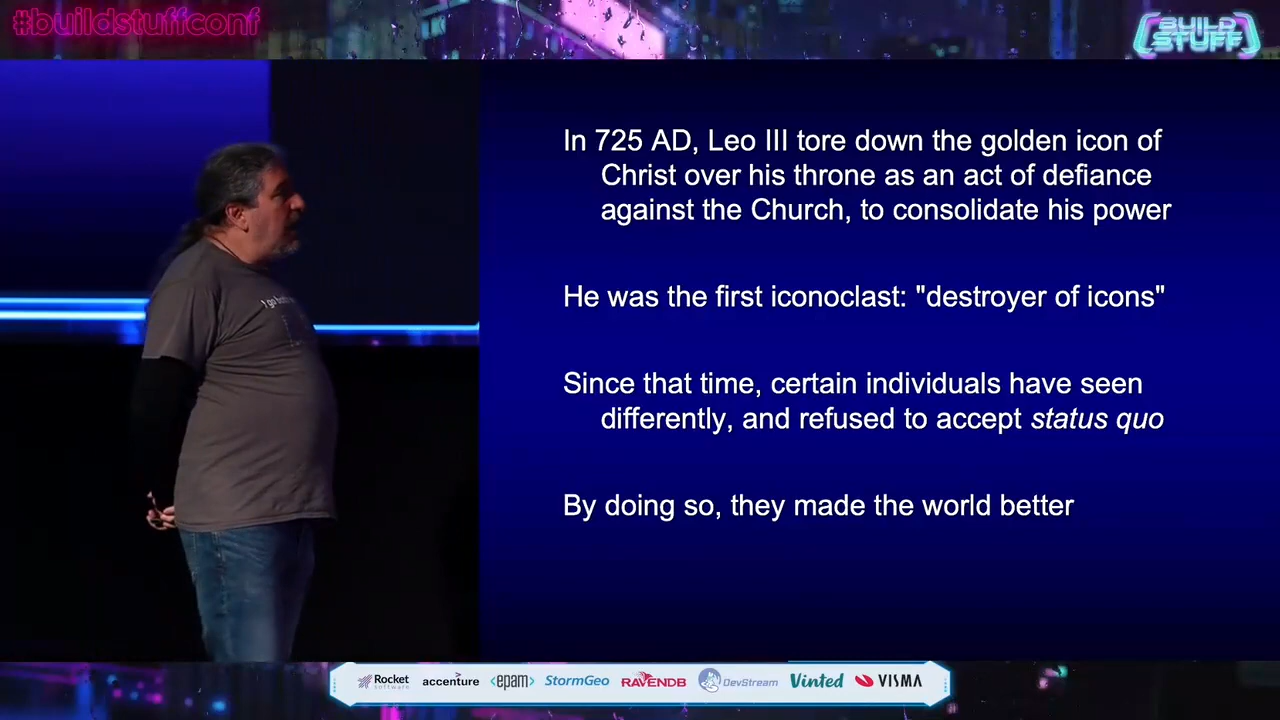 #buildstuffconf
BUILD
STUFF
In 725 AD, Leo III tore down the golden icon of
Christ over his throne as an act of defiance
against the Church, to consolidate his power
He was the first iconoclast: "destroyer of icons"
Since that time, certain individuals have seen
differently, and refused to accept status quo
By doing so, they made the world better
Rocket
software
accenture
<epam>
StormGeo
RAVENDB
DevStream
Vinted
VISMA